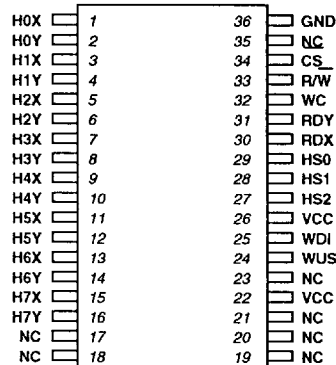 H0X 1 36 GND
H0Y 2 35 NC
H1X 3 34 CS
H1Y 4 33 R/W
H2X 5 32 WC
H2Y 6 31 RDY
H3X 7 30 RDX
H3Y 8 29 HS0
H4X 9 28 HS1
H4Y 10 27 HS2
H5X 11 26 VCC
H5Y 12 25 WDI
H6X 13 24 WUS
H6Y 14 23 NC
H7X 15 22 VCC
H7Y 16 21 NC
NC 17 20 NC
NC 18 19 NC